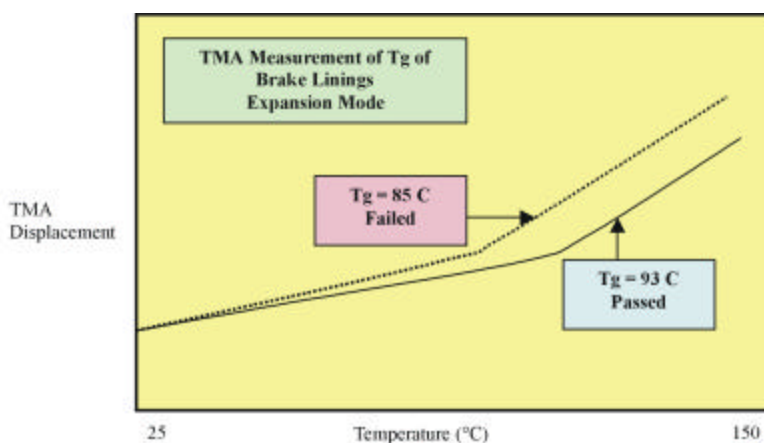 TMA Measurement of Tg of
Brake Linings
Expansion Mode
Tg = 85 C
Failed
TMA
Displacement
Tg = 93 C
Passed
25 Temperature (°C) 150